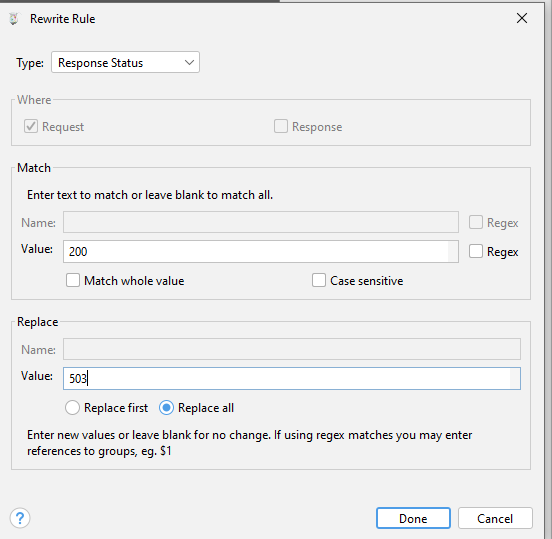 Rewrite Rule
Type: Response Status
Where
Request Response
Match
Enter text to match or leave blank to match all.
Name: Regex
Value: 200 Regex
Match whole value Case sensitive
Replace
Name:
Value: 503
Replace first Replace all
Enter new values or leave blank for no change. If using regex matches you may enter
references to groups, eg. $1
? Done Cancel